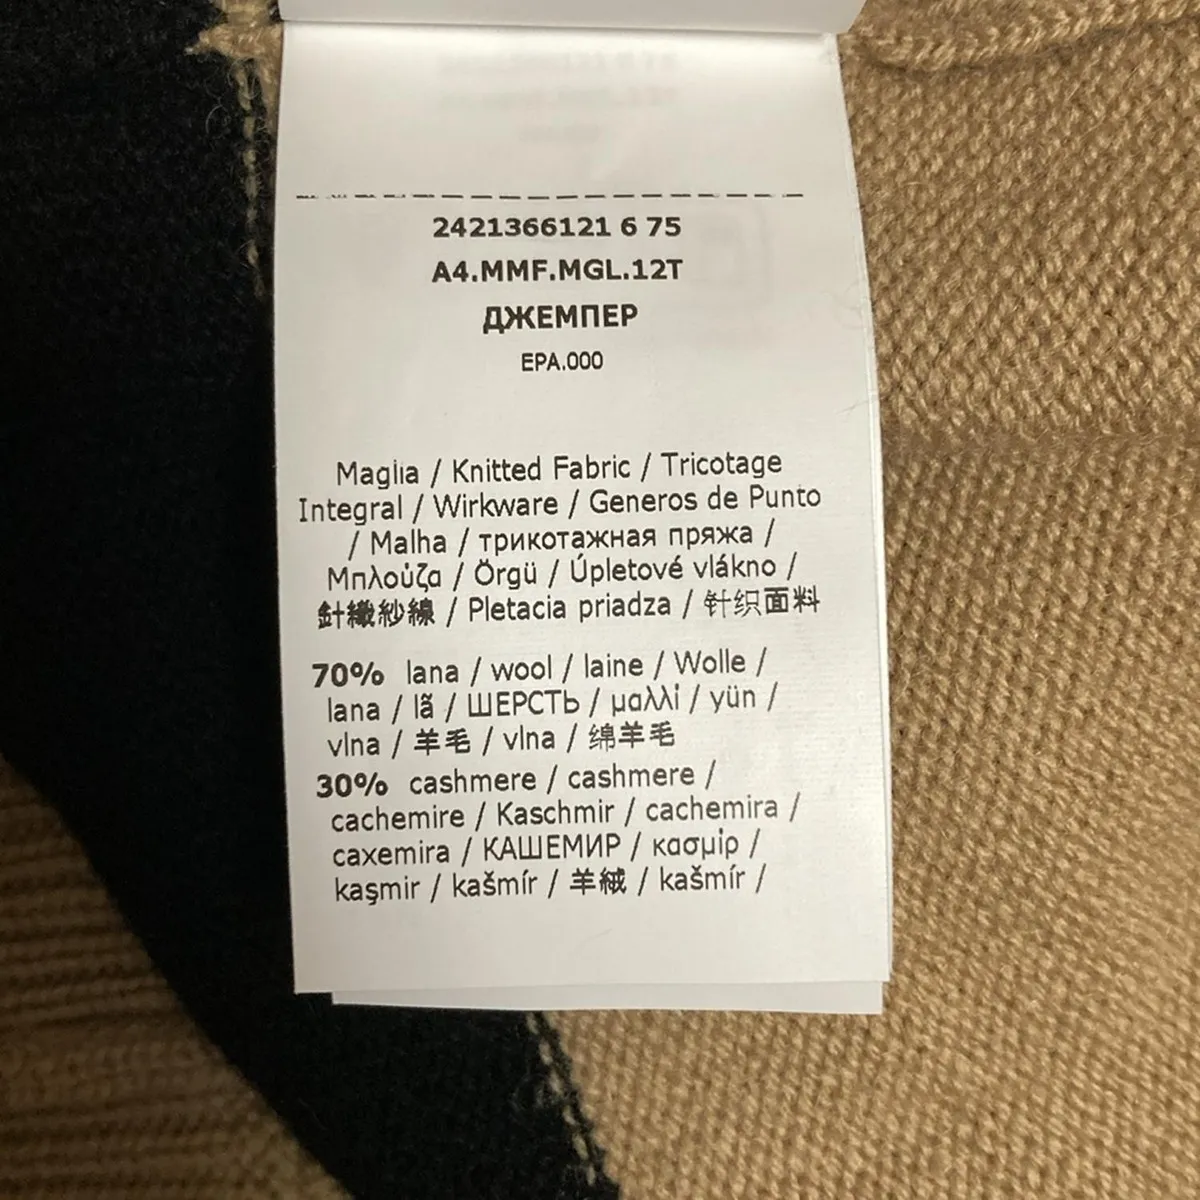 2421366121 6 75
A4.MMF.MGL.12T
ДЖЕМПЕР
EPA.000
Maglia / Knitted Fabric / Tricotage
Integral / Wirkware / Generos de Punto
/ Malha / трикотажная пряжа /
Μπλούζα / Örgü / Úpletové vlákno /
針織紗線 / Pletacia priadza / 针织面料
70% lana / wool / laine / Wolle /
lana / lã / ШЕРСТЬ / μαλλί / yün /
vlna / 羊毛 / vlna / 绵羊毛
30% cashmere / cashmere /
cachemire / Kaschmir / cachemira /
caxemira / КАШЕМИР / κασμίρ /
kaşmir / kašmír / 羊絨 / kašmír /